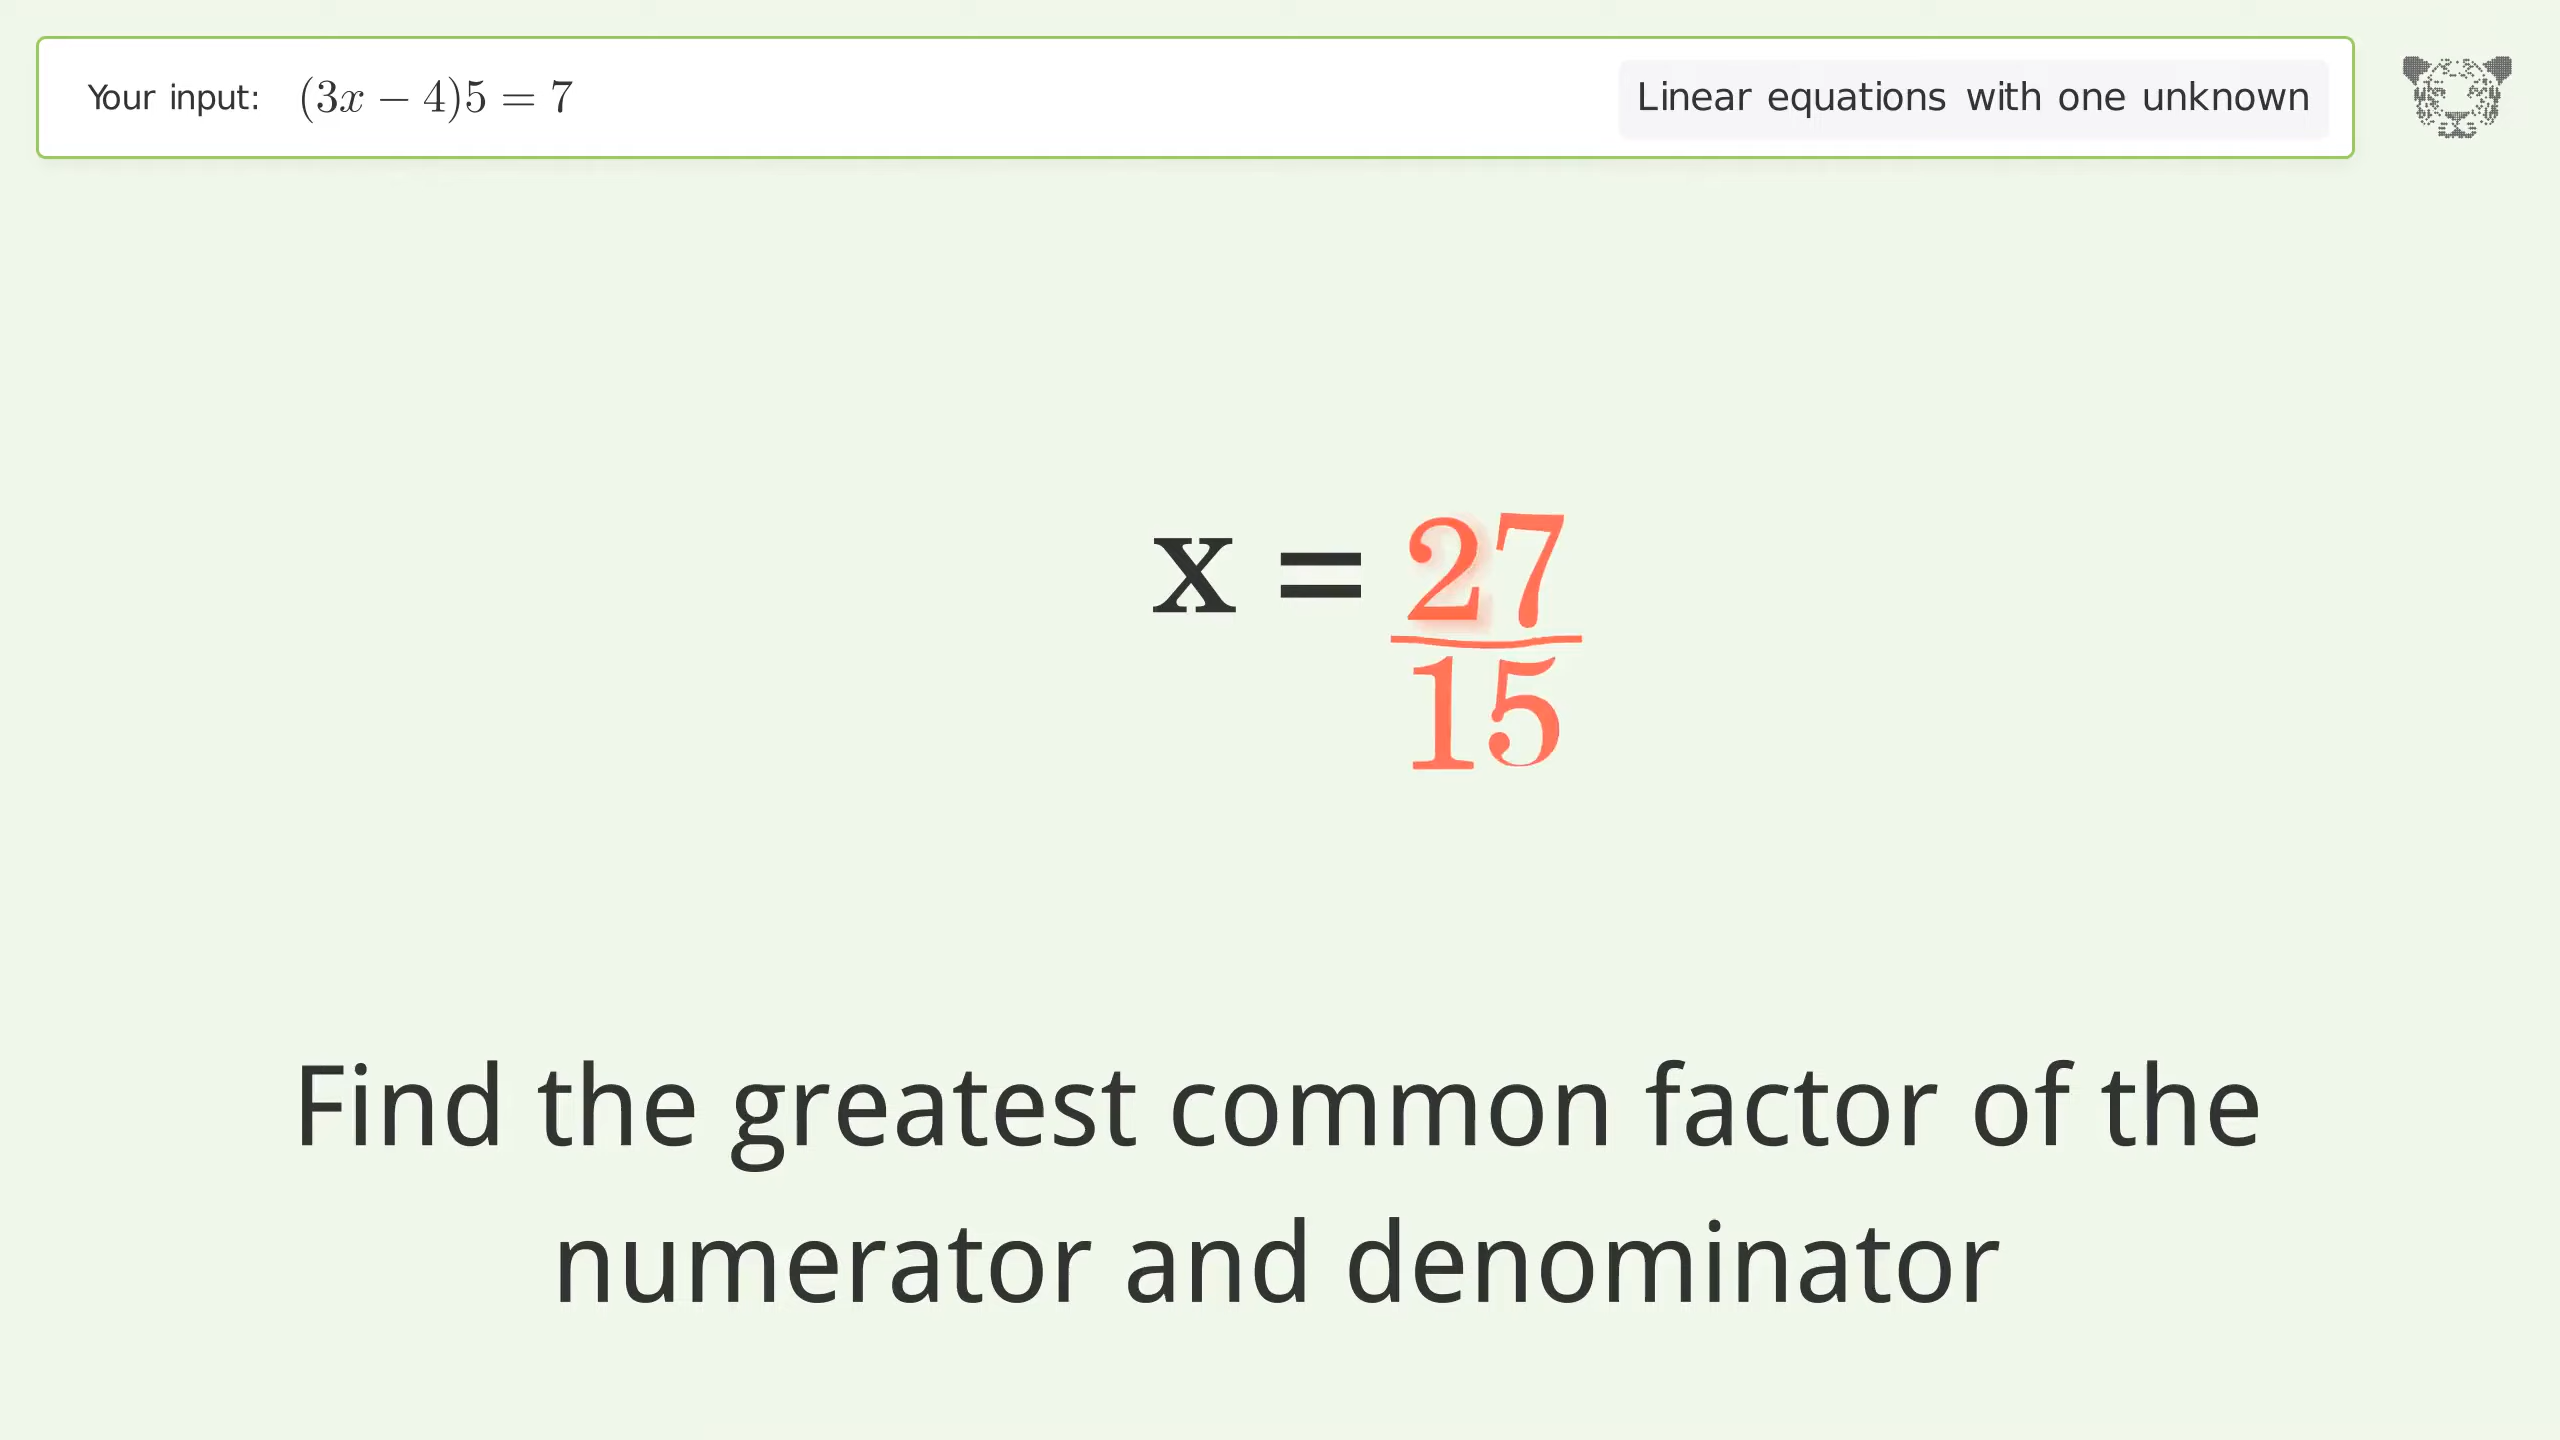 Your input: (3x − 4)5 = 7
Linear equations with one unknown
x = 27/15
Find the greatest common factor of the
numerator and denominator